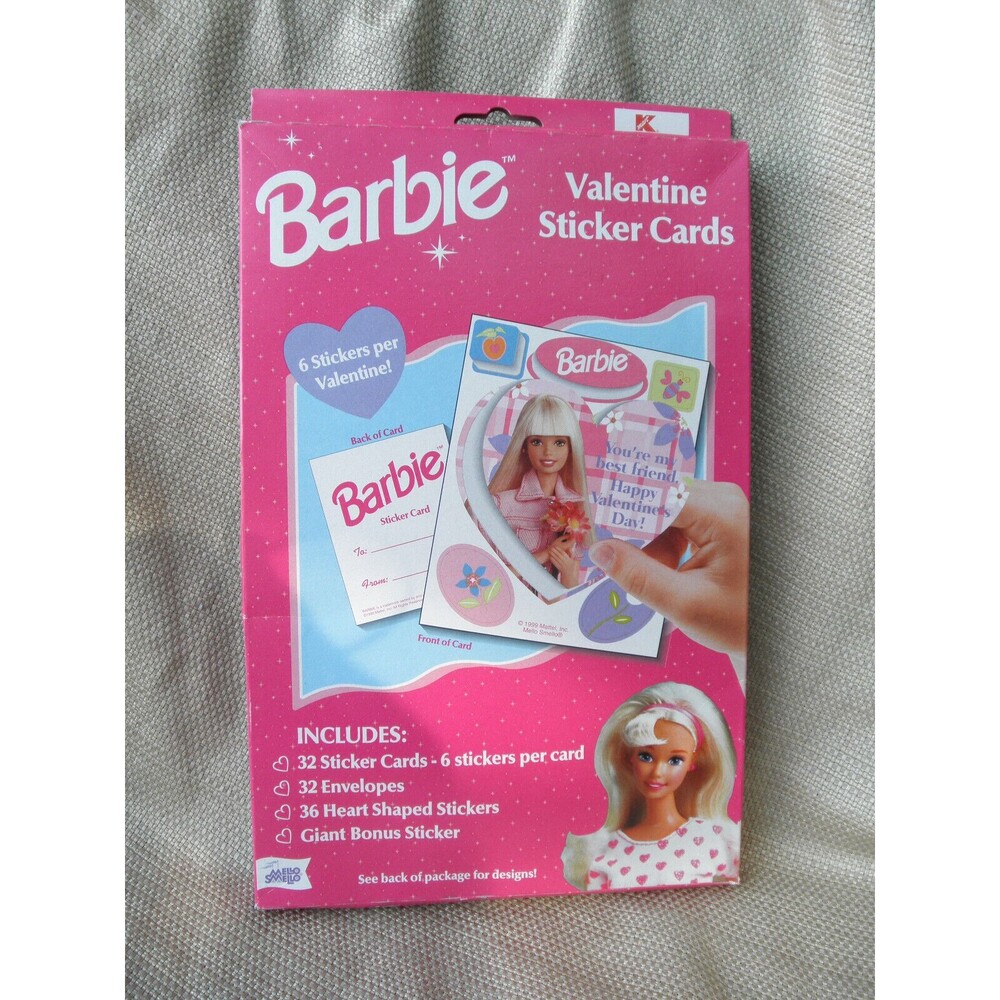 K
Barbie™
Valentine
Sticker Cards
6 Stickers per
Valentine!
Back of Card
Barbie™
Sticker Card
To:
From:
Barbie
You're my
best friend.
Happy
Valentine's
Day!
© 1999 Mattel, Inc.
Mello Smello®
Front of Card
INCLUDES:
32 Sticker Cards - 6 stickers per card
32 Envelopes
36 Heart Shaped Stickers
Giant Bonus Sticker
MELLO
SMELLO
See back of package for designs!